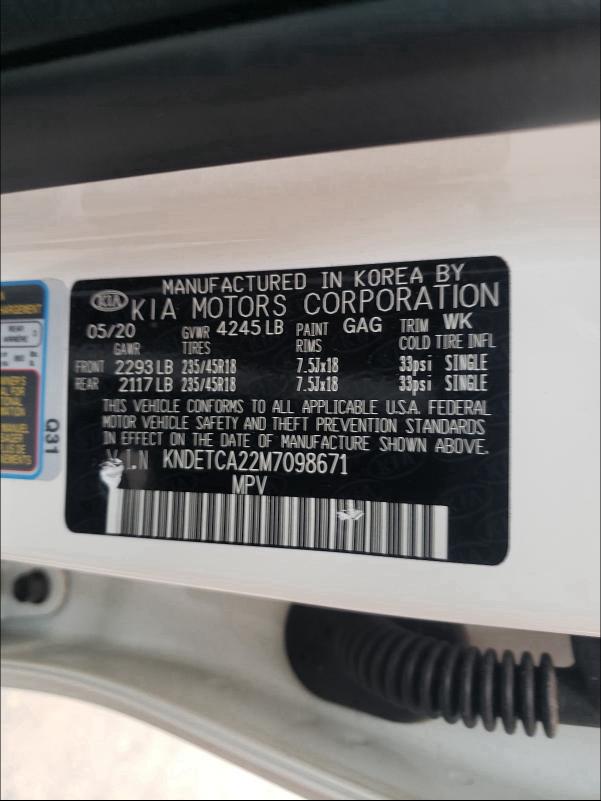 MANUFACTURED IN KOREA BY
KIA KIA MOTORS CORPORATION
05/20 GVWR 4245 LB PAINT GAG TRIM WK
GAWR TIRES RIMS COLD TIRE INFL
FRONT 2293 LB 235/45R18 7.5Jx18 33psi SINGLE
REAR 2117 LB 235/45R18 7.5Jx18 33psi SINGLE
THIS VEHICLE CONFORMS TO ALL APPLICABLE U.S.A. FEDERAL
MOTOR VEHICLE SAFETY AND THEFT PREVENTION STANDARDS
IN EFFECT ON THE DATE OF MANUFACTURE SHOWN ABOVE.
V.I.N KNDETCA22M7098671
MPV
Q31
REAR
ARRIÈRE